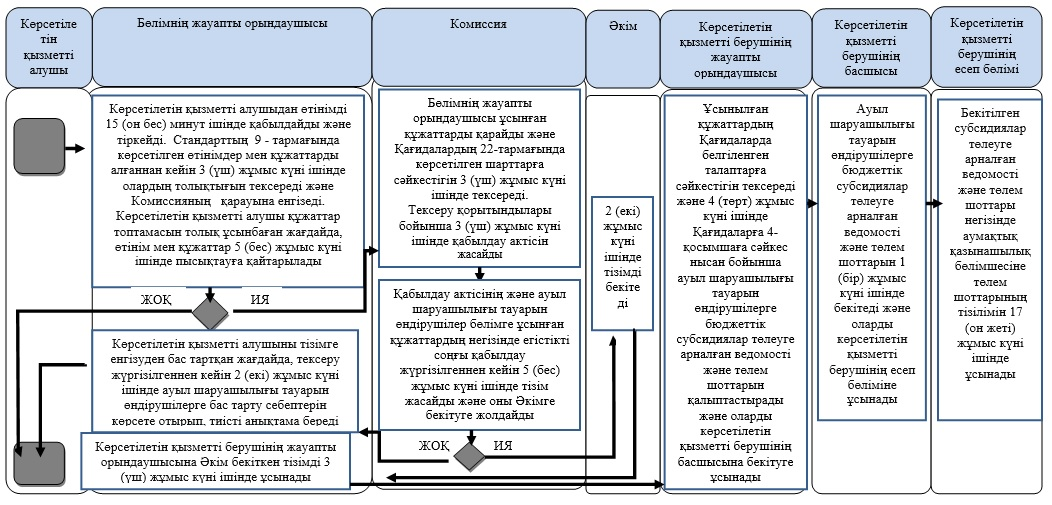 Көрсетіле
тін
қызметті
алушы
Бөлімнің жауапты орындаушысы
Комиссия
Әкім
Көрсетілетін
қызметті берушінің
жауапты
орындаушысы
Көрсетілетін
қызметті
берушінің
басшысы
Көрсетілетін
қызметті
берушінің
есеп бөлімі
Көрсетілетін қызметті алушыдан өтінімді
15 (он бес) минут ішінде қабылдайды және
тіркейді. Стандарттың 9 - тармағында
көрсетілген өтінімдер мен құжаттарды
алғаннан кейін 3 (үш) жұмыс күні ішінде
олардың толықтығын тексереді және
Комиссияның қарауына енгізеді.
Көрсетілетін қызметті алушы құжаттар
топтамасын толық ұсынбаған жағдайда,
өтінім мен құжаттар 5 (бес) жұмыс күні
ішінде пысықтауға қайтарылады
ЖОҚ
ИЯ
Көрсетілетін қызметті алушыны тізімге
енгізуден бас тартқан жағдайда, тексеру
жүргізілгеннен кейін 2 (екі) жұмыс күні
ішінде ауыл шаруашылығы тауарын
өндірушілерге бас тарту себептерін
көрсете отырып, тиісті анықтама береді
Көрсетілетін қызметті берушінің жауапты
орындаушысына Әкім бекіткен тізімді 3
(үш) жұмыс күні ішінде ұсынады
Бөлімнің жауапты
орындаушысы ұсынған
құжаттарды қарайды және
Қағидалардың 22-тармағында
көрсетілген шарттарға
сәйкестігін 3 (үш) жұмыс күні
ішінде тексереді.
Тексеру қорытындылары
бойынша 3 (үш) жұмыс күні
ішінде қабылдау актісін
жасайды
Қабылдау актісінің және ауыл
шаруашылығы тауарын
өндірушілер бөлімге ұсынған
құжаттардың негізінде егістікті
соңғы қабылдау
жүргізілгеннен кейін 5 (бес)
жұмыс күні ішінде тізім
жасайды және оны Әкімге
бекітуге жолдайды
ЖОҚ
ИЯ
2 (екі)
жұмыс
күні
ішінде
тізімді
бекіте
ді
Ұсынылған
құжаттардың
Қағидаларда
белгіленген
талаптарға
сәйкестігін тексереді
және 4 (төрт) жұмыс
күні ішінде
Қағидаларға 4-
қосымшаға сәйкес
нысан бойынша
ауыл шаруашылығы
тауарын
өндірушілерге
бюджеттік
субсидиялар төлеуге
арналған ведомості
және төлем
шоттарын
қалыптастырады
және оларды
көрсетілетін
қызметті берушінің
басшысына бекітуге
ұсынады
Ауыл
шаруашылығы
тауарын
өндірушілерге
бюджеттік
субсидиялар
төлеуге
арналған
ведомості
және төлем
шоттарын 1
(бір) жұмыс
күні ішінде
бекітеді және
оларды
көрсетілетін
қызметті
берушінің есеп
бөліміне
ұсынады
Бекітілген
субсидиялар
төлеуге
арналған
ведомості
және төлем
шоттары
негізінде
аумақтық
қазынашылық
бөлімшесіне
төлем
шоттарының
тізілімін 17
(он жеті)
жұмыс күні
ішінде
ұсынады